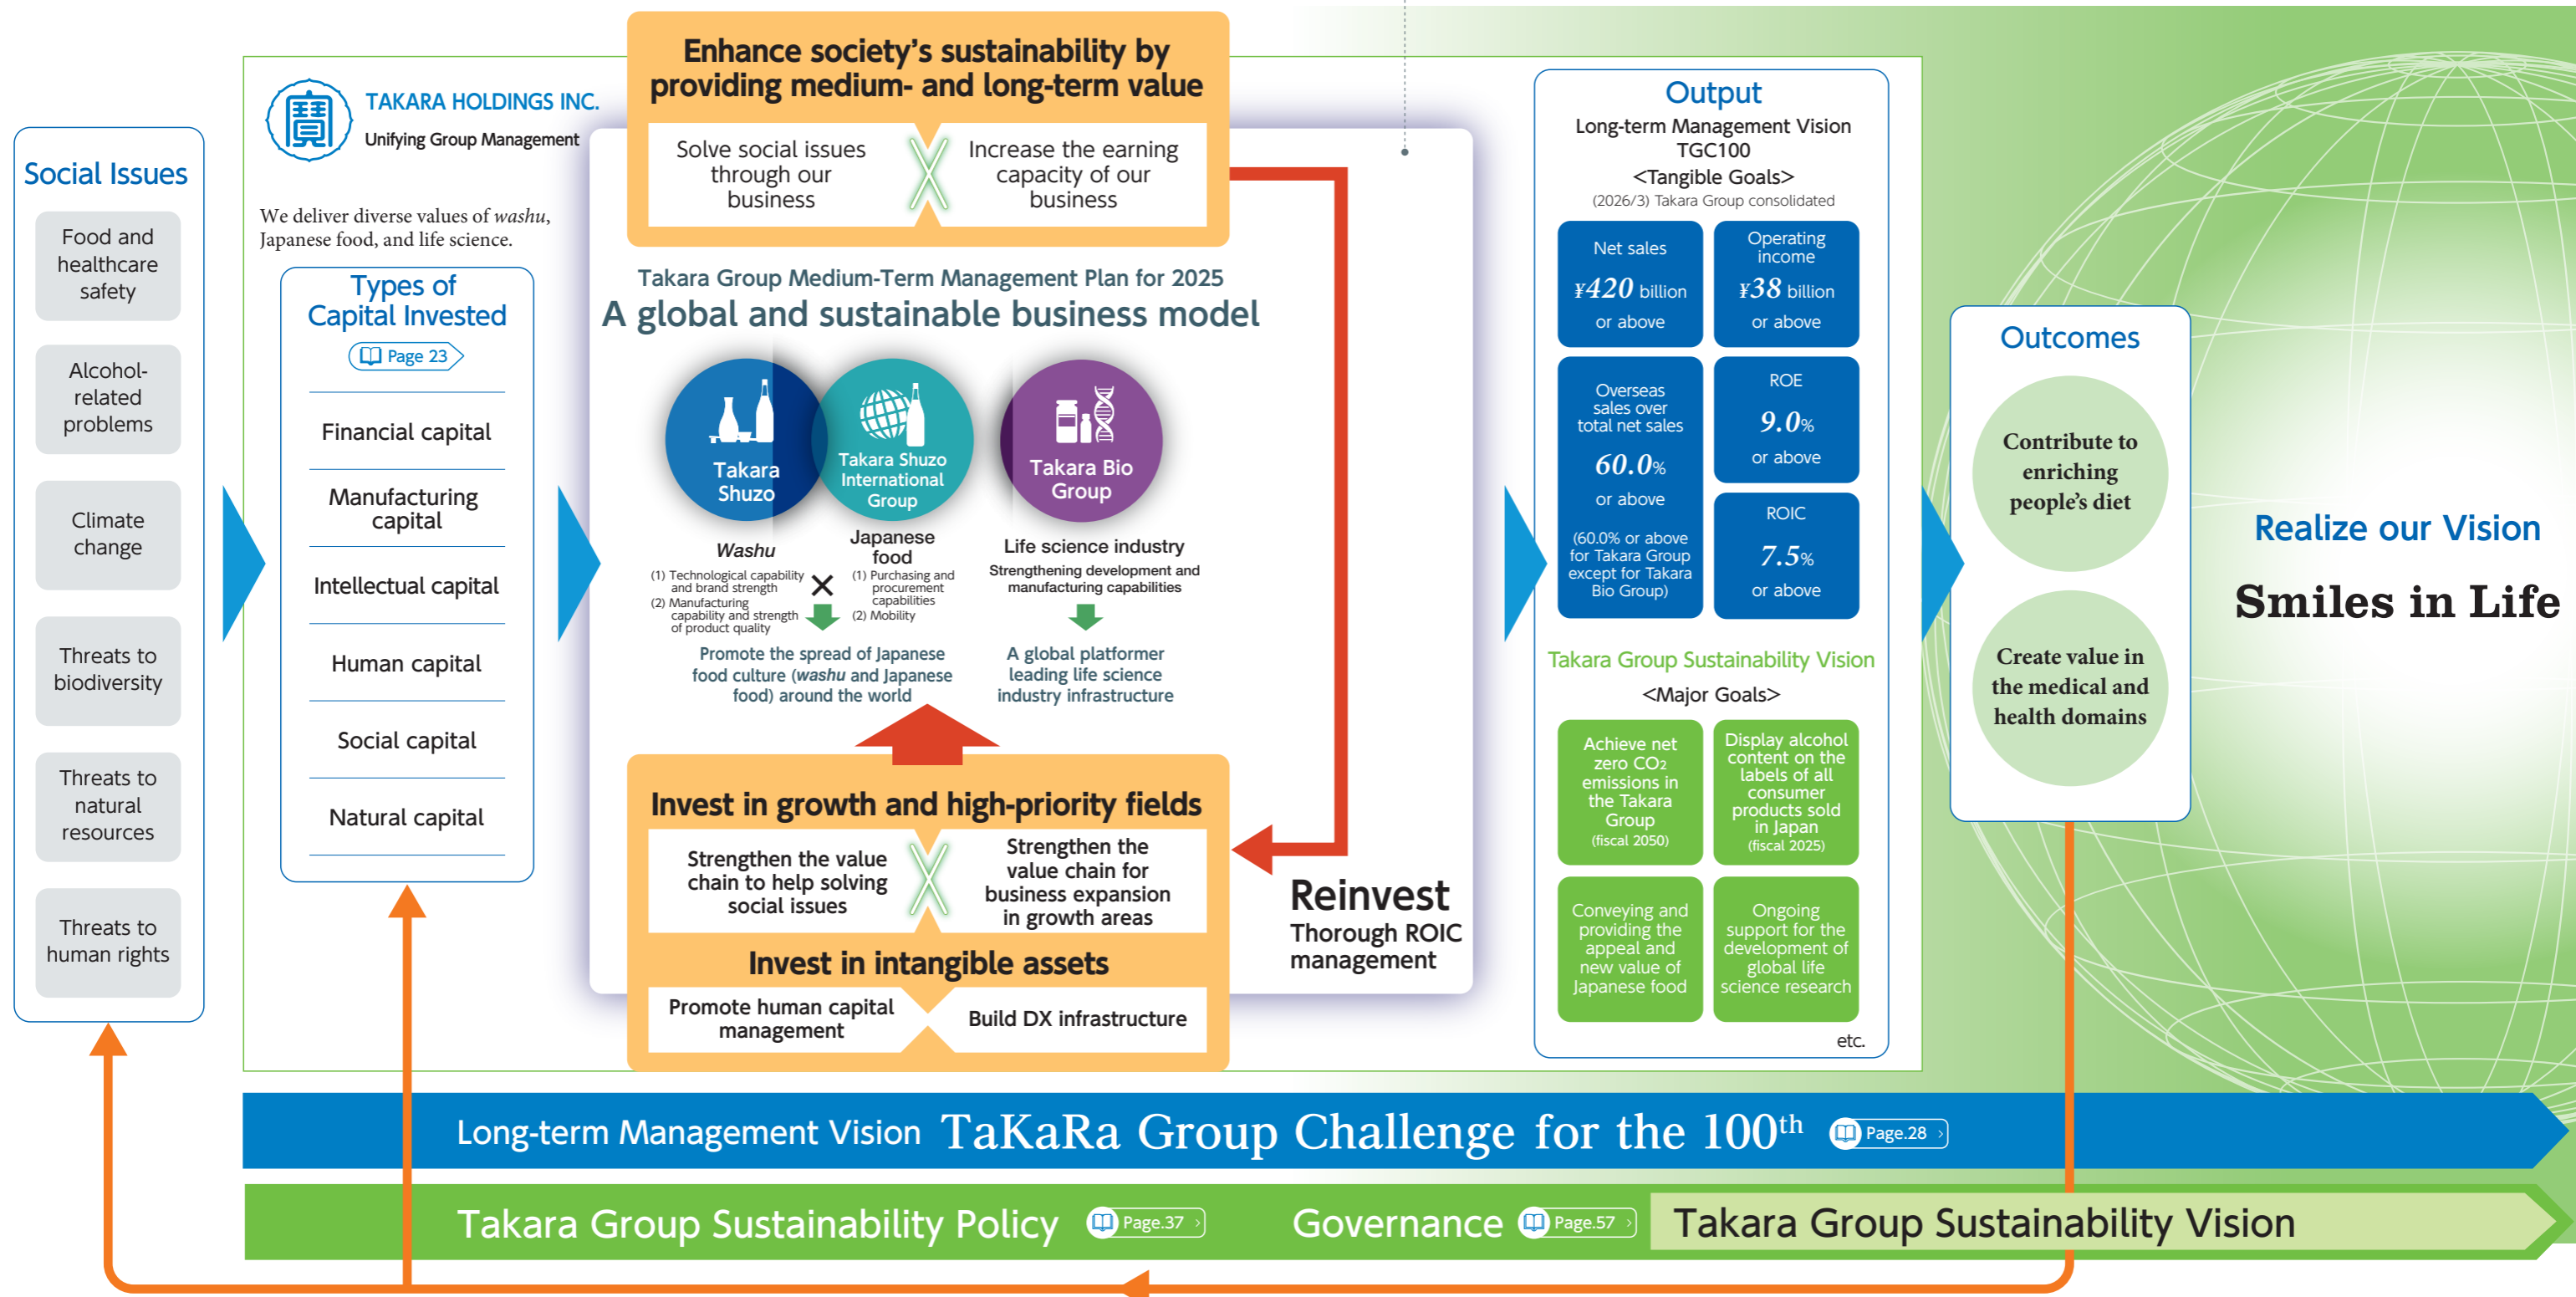 Social Issues
Food and
healthcare
safety
Alcohol-
related
problems
Climate
change
Threats to
biodiversity
Threats to
natural
resources
Threats to
human rights
寶
TAKARA HOLDINGS INC.
Unifying Group Management
We deliver diverse values of washu,
Japanese food, and life science.
Types of
Capital Invested
Page 23
Financial capital
Manufacturing
capital
Intellectual capital
Human capital
Social capital
Natural capital
Enhance society's sustainability by
providing medium- and long-term value
Solve social issues
through our
business
Increase the earning
capacity of our
business
Takara Group Medium-Term Management Plan for 2025
A global and sustainable business model
Takara
Shuzo
Takara Shuzo
International
Group
Takara Bio
Group
Washu
(1) Technological capability
and brand strength
(2) Manufacturing
capability and strength
of product quality
Japanese
food
(1) Purchasing and
procurement
capabilities
(2) Mobility
Promote the spread of Japanese
food culture (washu and Japanese
food) around the world
Life science industry
Strengthening development and
manufacturing capabilities
A global platformer
leading life science
industry infrastructure
Invest in growth and high-priority fields
Strengthen the value
chain to help solving
social issues
Strengthen the
value chain for
business expansion
in growth areas
Invest in intangible assets
Promote human capital
management
Build DX infrastructure
Reinvest
Thorough ROIC
management
Output
Long-term Management Vision
TGC100
<Tangible Goals>
(2026/3) Takara Group consolidated
Net sales
¥420 billion
or above
Operating
income
¥38 billion
or above
Overseas
sales over
total net sales
60.0%
or above
(60.0% or above
for Takara Group
except for Takara
Bio Group)
ROE
9.0%
or above
ROIC
7.5%
or above
Takara Group Sustainability Vision
<Major Goals>
Achieve net
zero CO2
emissions in
the Takara
Group
(fiscal 2050)
Display alcohol
content on the
labels of all
consumer
products sold
in Japan
(fiscal 2025)
Conveying and
providing the
appeal and
new value of
Japanese food
Ongoing
support for the
development of
global life
science research
etc.
Outcomes
Contribute to
enriching
people's diet
Create value in
the medical and
health domains
Realize our Vision
Smiles in Life
Long-term Management Vision TaKaRa Group Challenge for the 100th Page.28
Takara Group Sustainability Policy Page.37 Governance Page.57 Takara Group Sustainability Vision